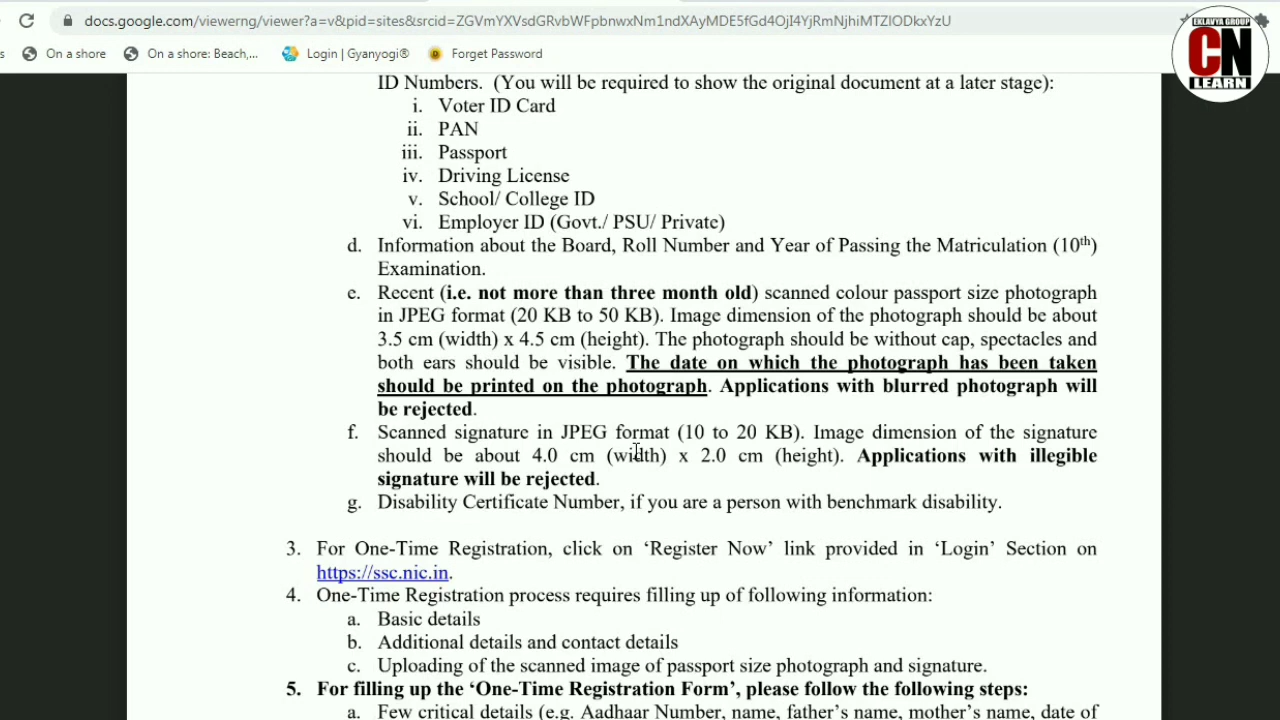 docs.google.com/viewerng/viewer?a=v&pid=sites&srcid=ZGVmYXVsdGRvbWFpbnwxNm1ndXAyMDE5fGd4OjI4YjRmNjhiMTZlODkxYzU
s On a shore On a shore: Beach,... Login | Gyanyogi® Forget Password
EKLAVYA GROUP
CN
LEARN
ID Numbers. (You will be required to show the original document at a later stage):
i. Voter ID Card
ii. PAN
iii. Passport
iv. Driving License
v. School/ College ID
vi. Employer ID (Govt./ PSU/ Private)
d. Information about the Board, Roll Number and Year of Passing the Matriculation (10th)
Examination.
e. Recent (i.e. not more than three month old) scanned colour passport size photograph
in JPEG format (20 KB to 50 KB). Image dimension of the photograph should be about
3.5 cm (width) x 4.5 cm (height). The photograph should be without cap, spectacles and
both ears should be visible. The date on which the photograph has been taken
should be printed on the photograph. Applications with blurred photograph will
be rejected.
f. Scanned signature in JPEG format (10 to 20 KB). Image dimension of the signature
should be about 4.0 cm (width) x 2.0 cm (height). Applications with illegible
signature will be rejected.
g. Disability Certificate Number, if you are a person with benchmark disability.
3. For One-Time Registration, click on ‘Register Now’ link provided in ‘Login’ Section on
https://ssc.nic.in.
4. One-Time Registration process requires filling up of following information:
a. Basic details
b. Additional details and contact details
c. Uploading of the scanned image of passport size photograph and signature.
5. For filling up the ‘One-Time Registration Form’, please follow the following steps:
a. Few critical details (e.g. Aadhaar Number, name, father’s name, mother’s name, date of